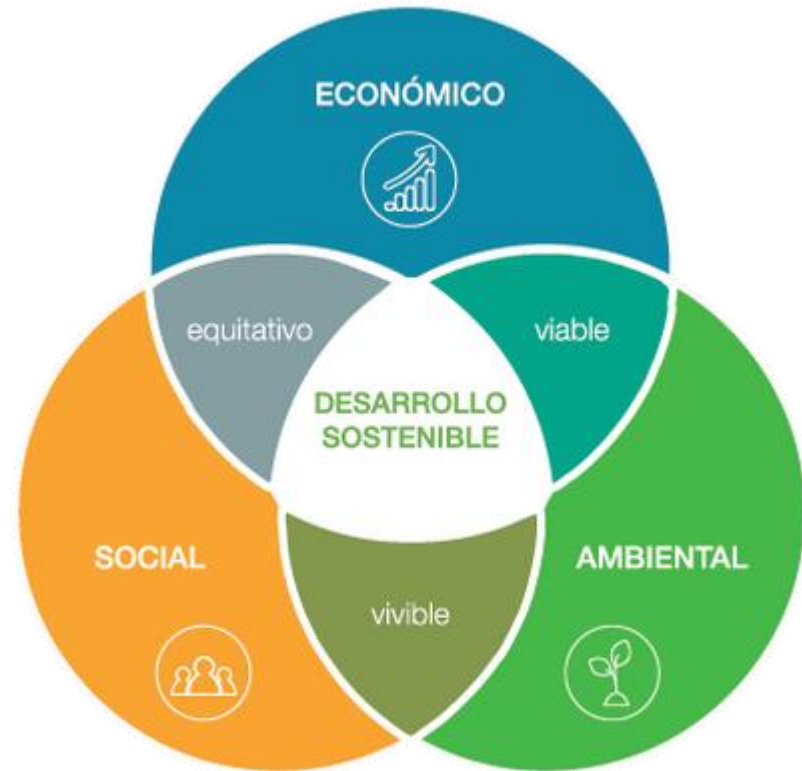 ECONÓMICO
equitativo
viable
DESARROLLO
SOSTENIBLE
SOCIAL
AMBIENTAL
vivible